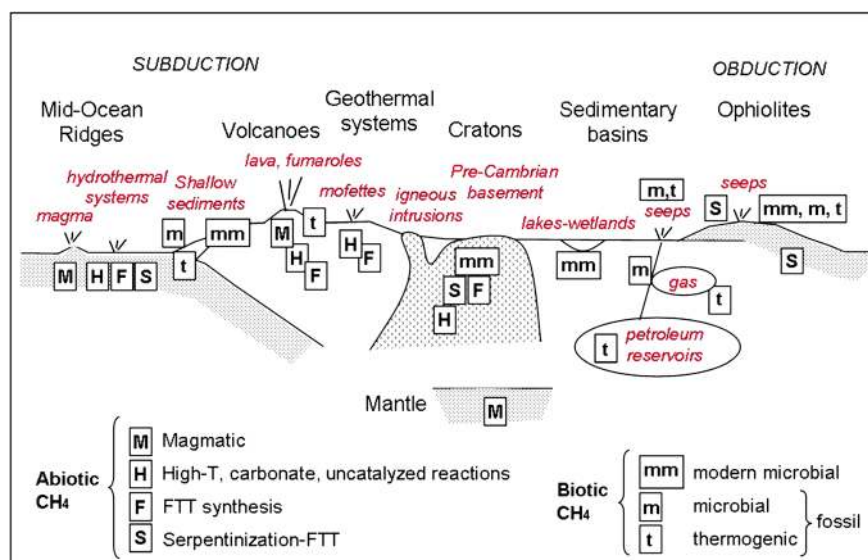 SUBDUCTION
OBDUCTION
Mid-Ocean
Ridges
Volcanoes
Geothermal
systems
Cratons
Sedimentary
basins
Ophiolites
magma
hydrothermal
systems
Shallow
sediments
lava, fumaroles
mofettes
igneous
intrusions
Pre-Cambrian
basement
lakes-wetlands
m,t
seeps
S
seeps
mm, m, t
M
H
F
S
m
t
mm
M
t
H
F
H
F
mm
S
F
H
mm
m
gas
t
t
petroleum
reservoirs
S
Mantle
M
Abiotic
CH4
M Magmatic
H High-T, carbonate, uncatalyzed reactions
F FTT synthesis
S Serpentinization-FTT
Biotic
CH4
mm modern microbial
m microbial
t thermogenic
fossil